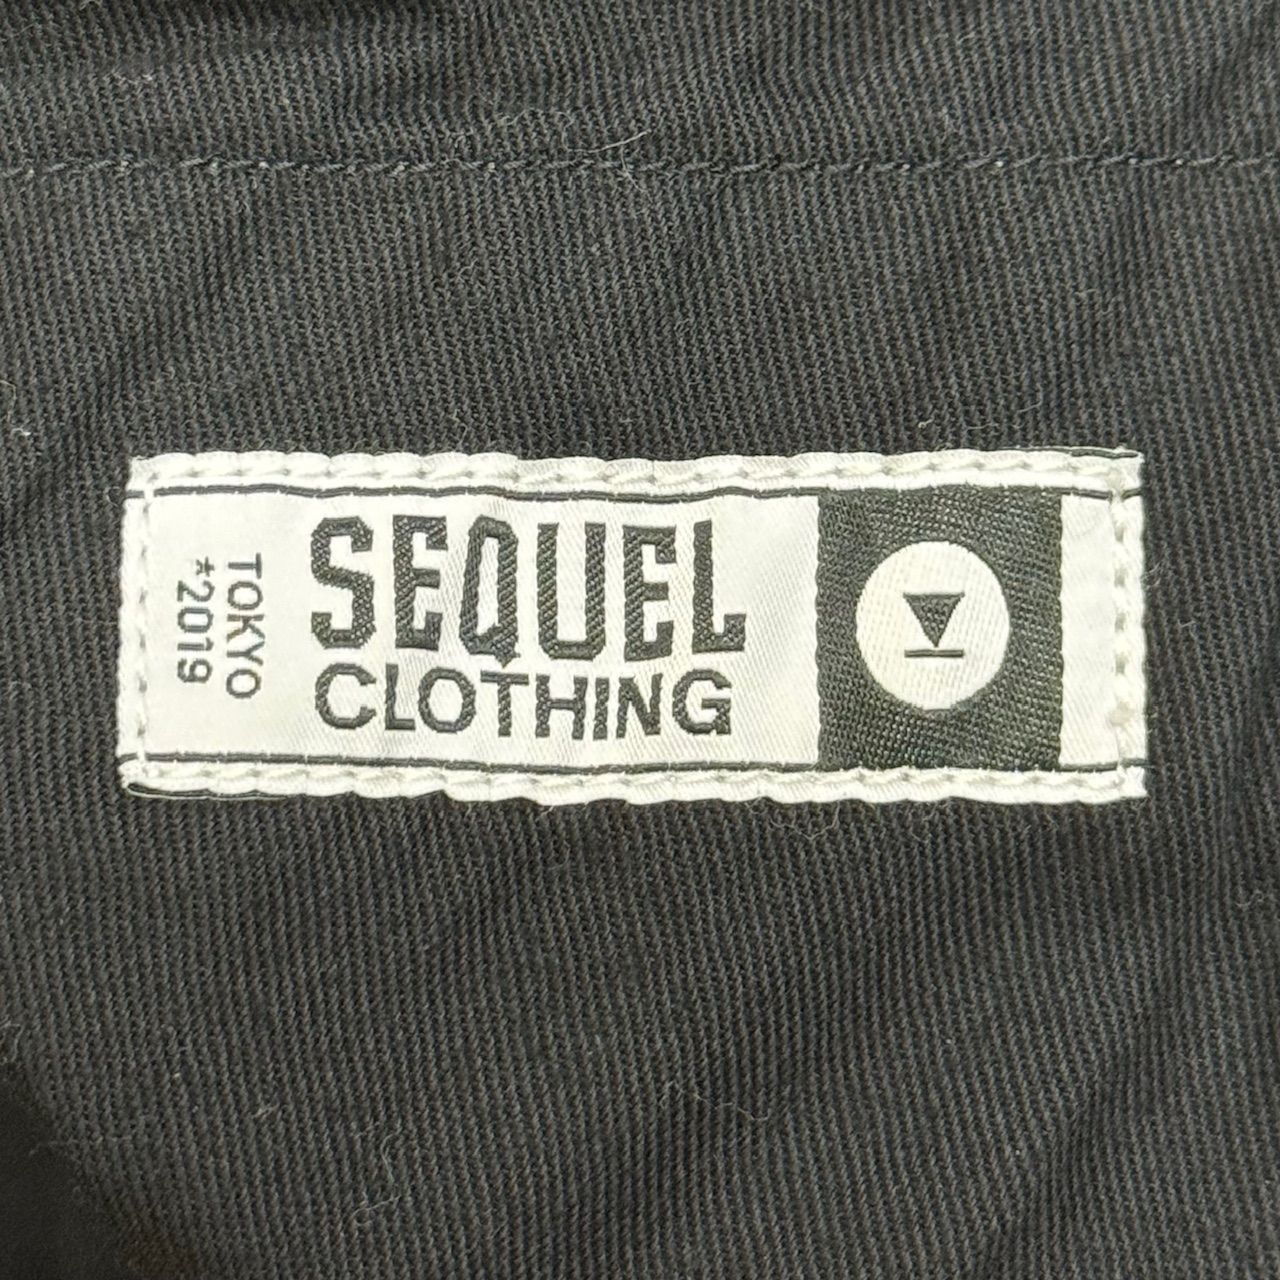 TOKYO
*2019
SEQUEL
CLOTHING